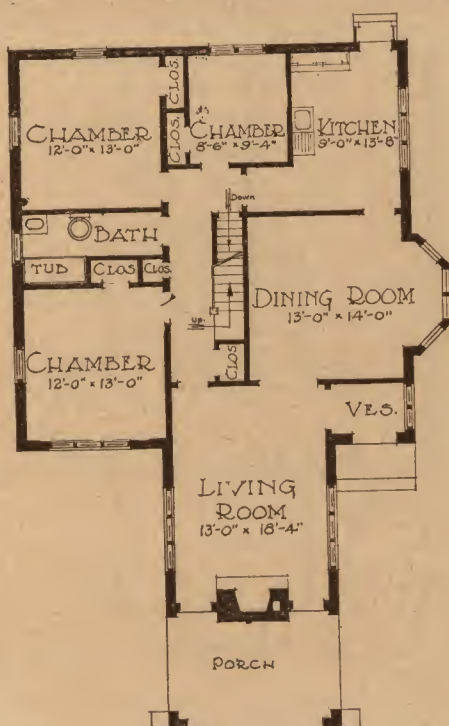 CLOS.
CLOS.
CHAMBER
12'-0" x 13'-0"
CHAMBER
8'-6" x 9'-4"
KITCHEN
9'-0" x 13'-8"
Down
BATH
TUB
CLOS
CLOS.
DINING ROOM
13'-0" x 14'-0"
UP.
CHAMBER
12'-0" x 13'-0"
CLOS
VES.
LIVING
ROOM
13'-0" x 18'-4"
PORCH